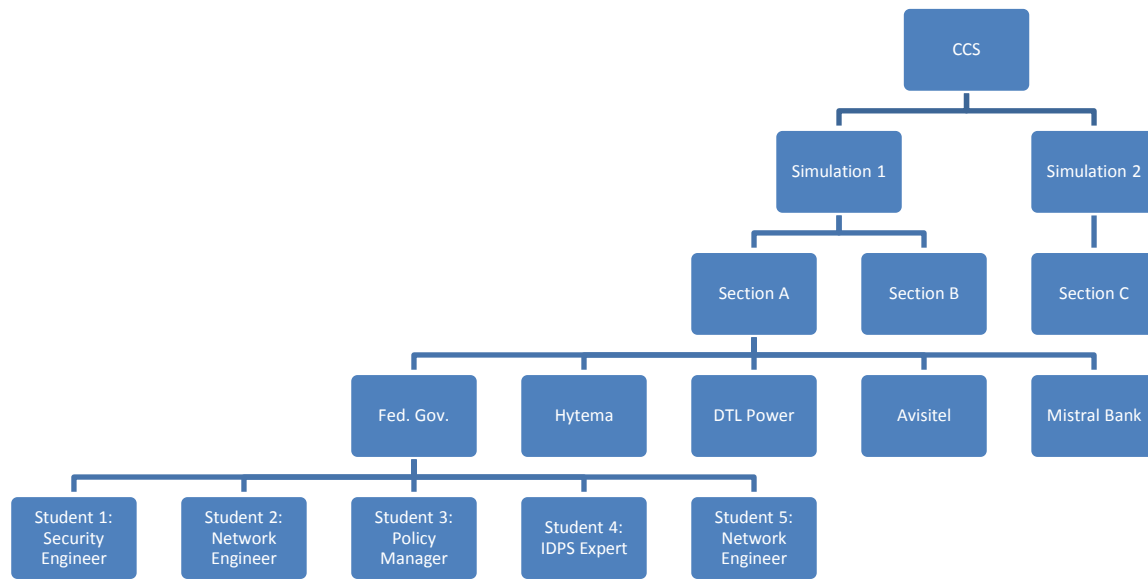 CCS
Simulation 1
Simulation 2
Section A
Section B
Section C
Fed. Gov.
Hytema
DTL Power
Avisitel
Mistral Bank
Student 1:
Security
Engineer
Student 2:
Network
Engineer
Student 3:
Policy
Manager
Student 4:
IDPS Expert
Student 5:
Network
Engineer